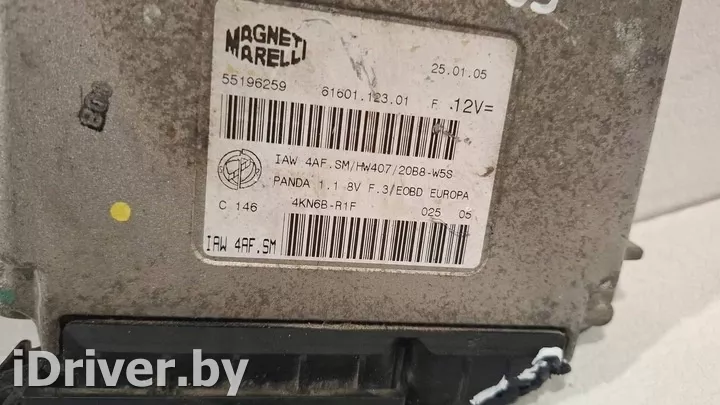 MAGNETI
MARELLI
25.01.05
55196259
61601.123.01 F .12V=
IAW 4AF.SM/HW407/20B8-W5S
PANDA 1.1 8V F.3/EOBD EUROPA
C 146 4KN6B-R1F 025 05
IAW 4AF.SM
iDriver.by